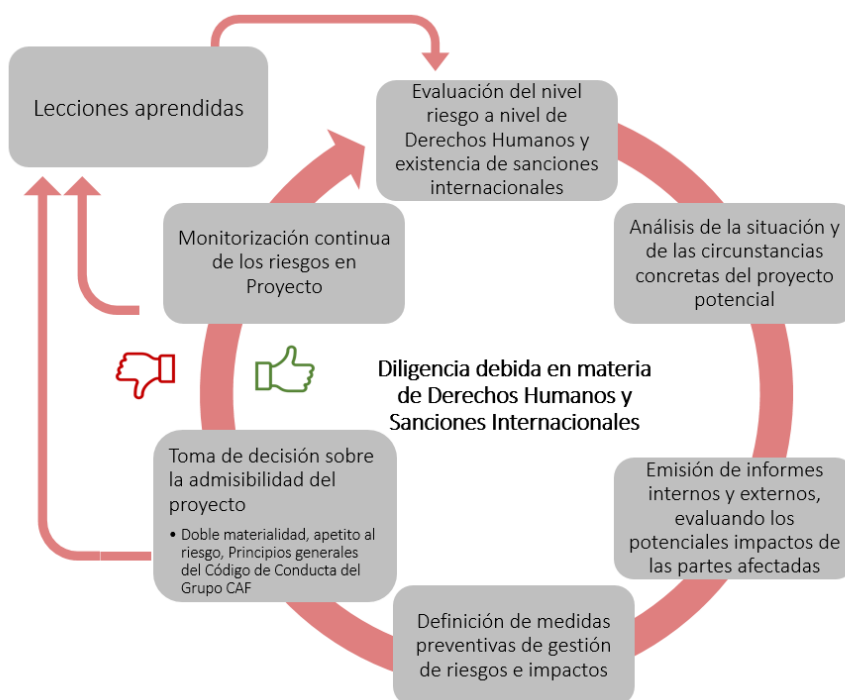 Lecciones aprendidas
Evaluación del nivel
riesgo a nivel de
Derechos Humanos y
existencia de sanciones
internacionales
Análisis de la situación y
de las circunstancias
concretas del proyecto
potencial
Emisión de informes
internos y externos,
evaluando los
potenciales impactos de
las partes afectadas
Definición de medidas
preventivas de gestión
de riesgos e impactos
Toma de decisión sobre
la admisibilidad del
proyecto
• Doble materialidad, apetito al
riesgo, Principios generales
del Código de Conducta del
Grupo CAF
Monitorización continua
de los riesgos en
Proyecto
Diligencia debida en materia
de Derechos Humanos y
Sanciones Internacionales